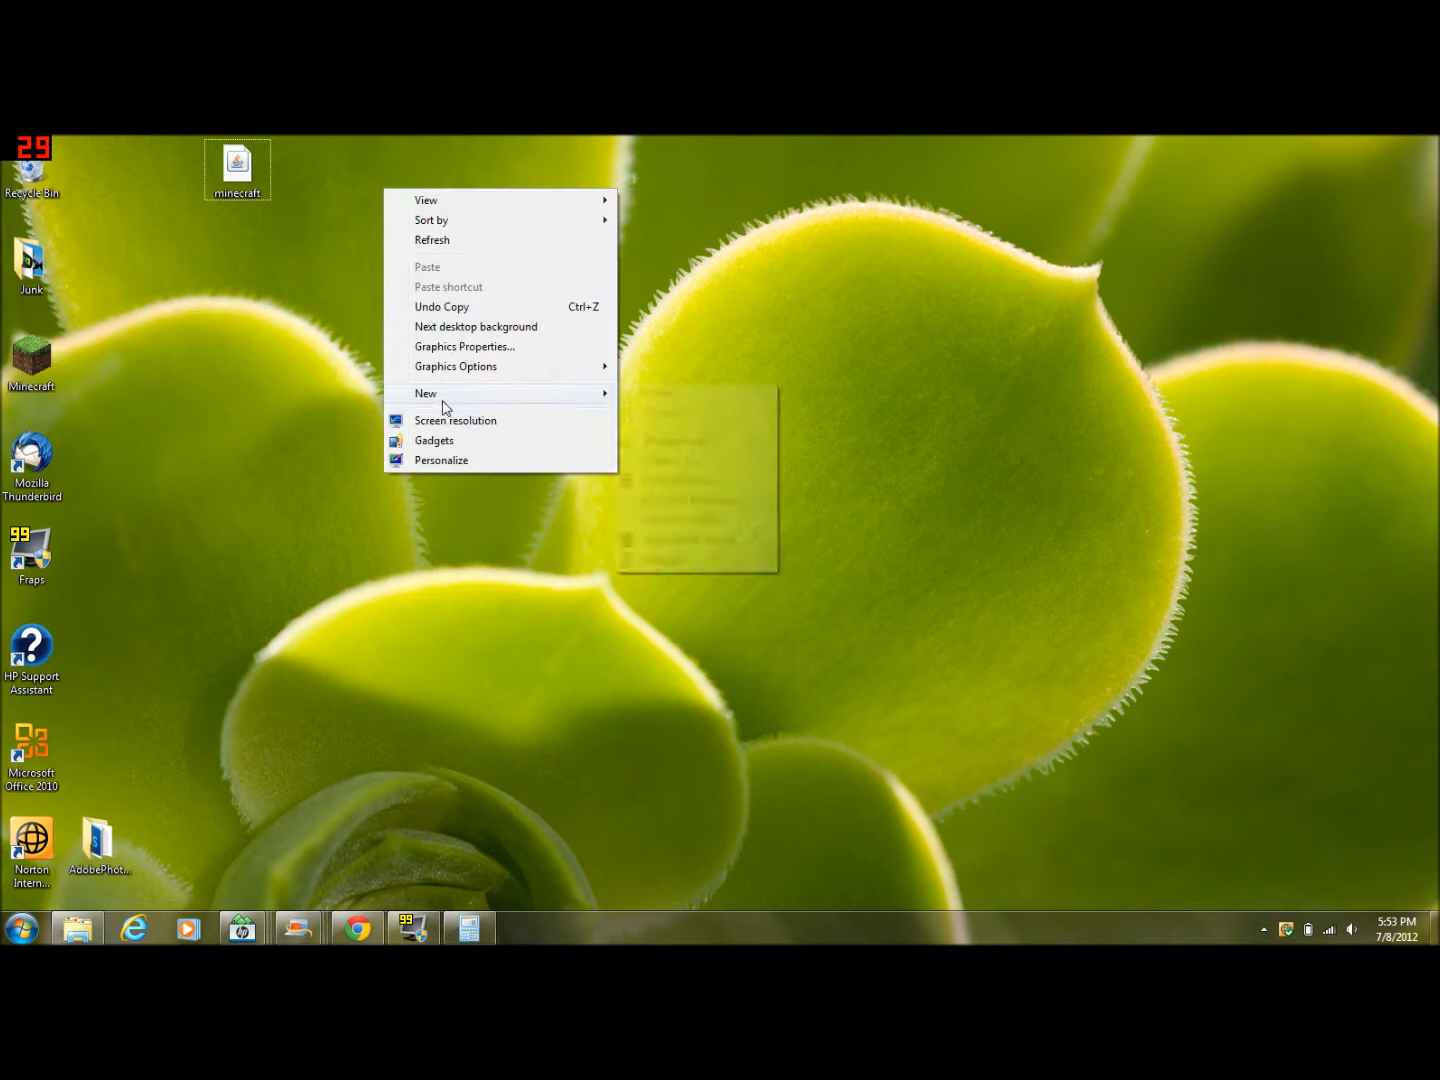 29
Recycle Bin
minecraft
Junk
Minecraft
Mozilla
Thunderbird
99
Fraps
HP Support
Assistant
Microsoft
Office 2010
Norton
Intern...
AdobePhot...
View
Sort by
Refresh
Paste
Paste shortcut
Undo Copy Ctrl+Z
Next desktop background
Graphics Properties...
Graphics Options
New
Screen resolution
Gadgets
Personalize
99
5:53 PM
7/8/2012